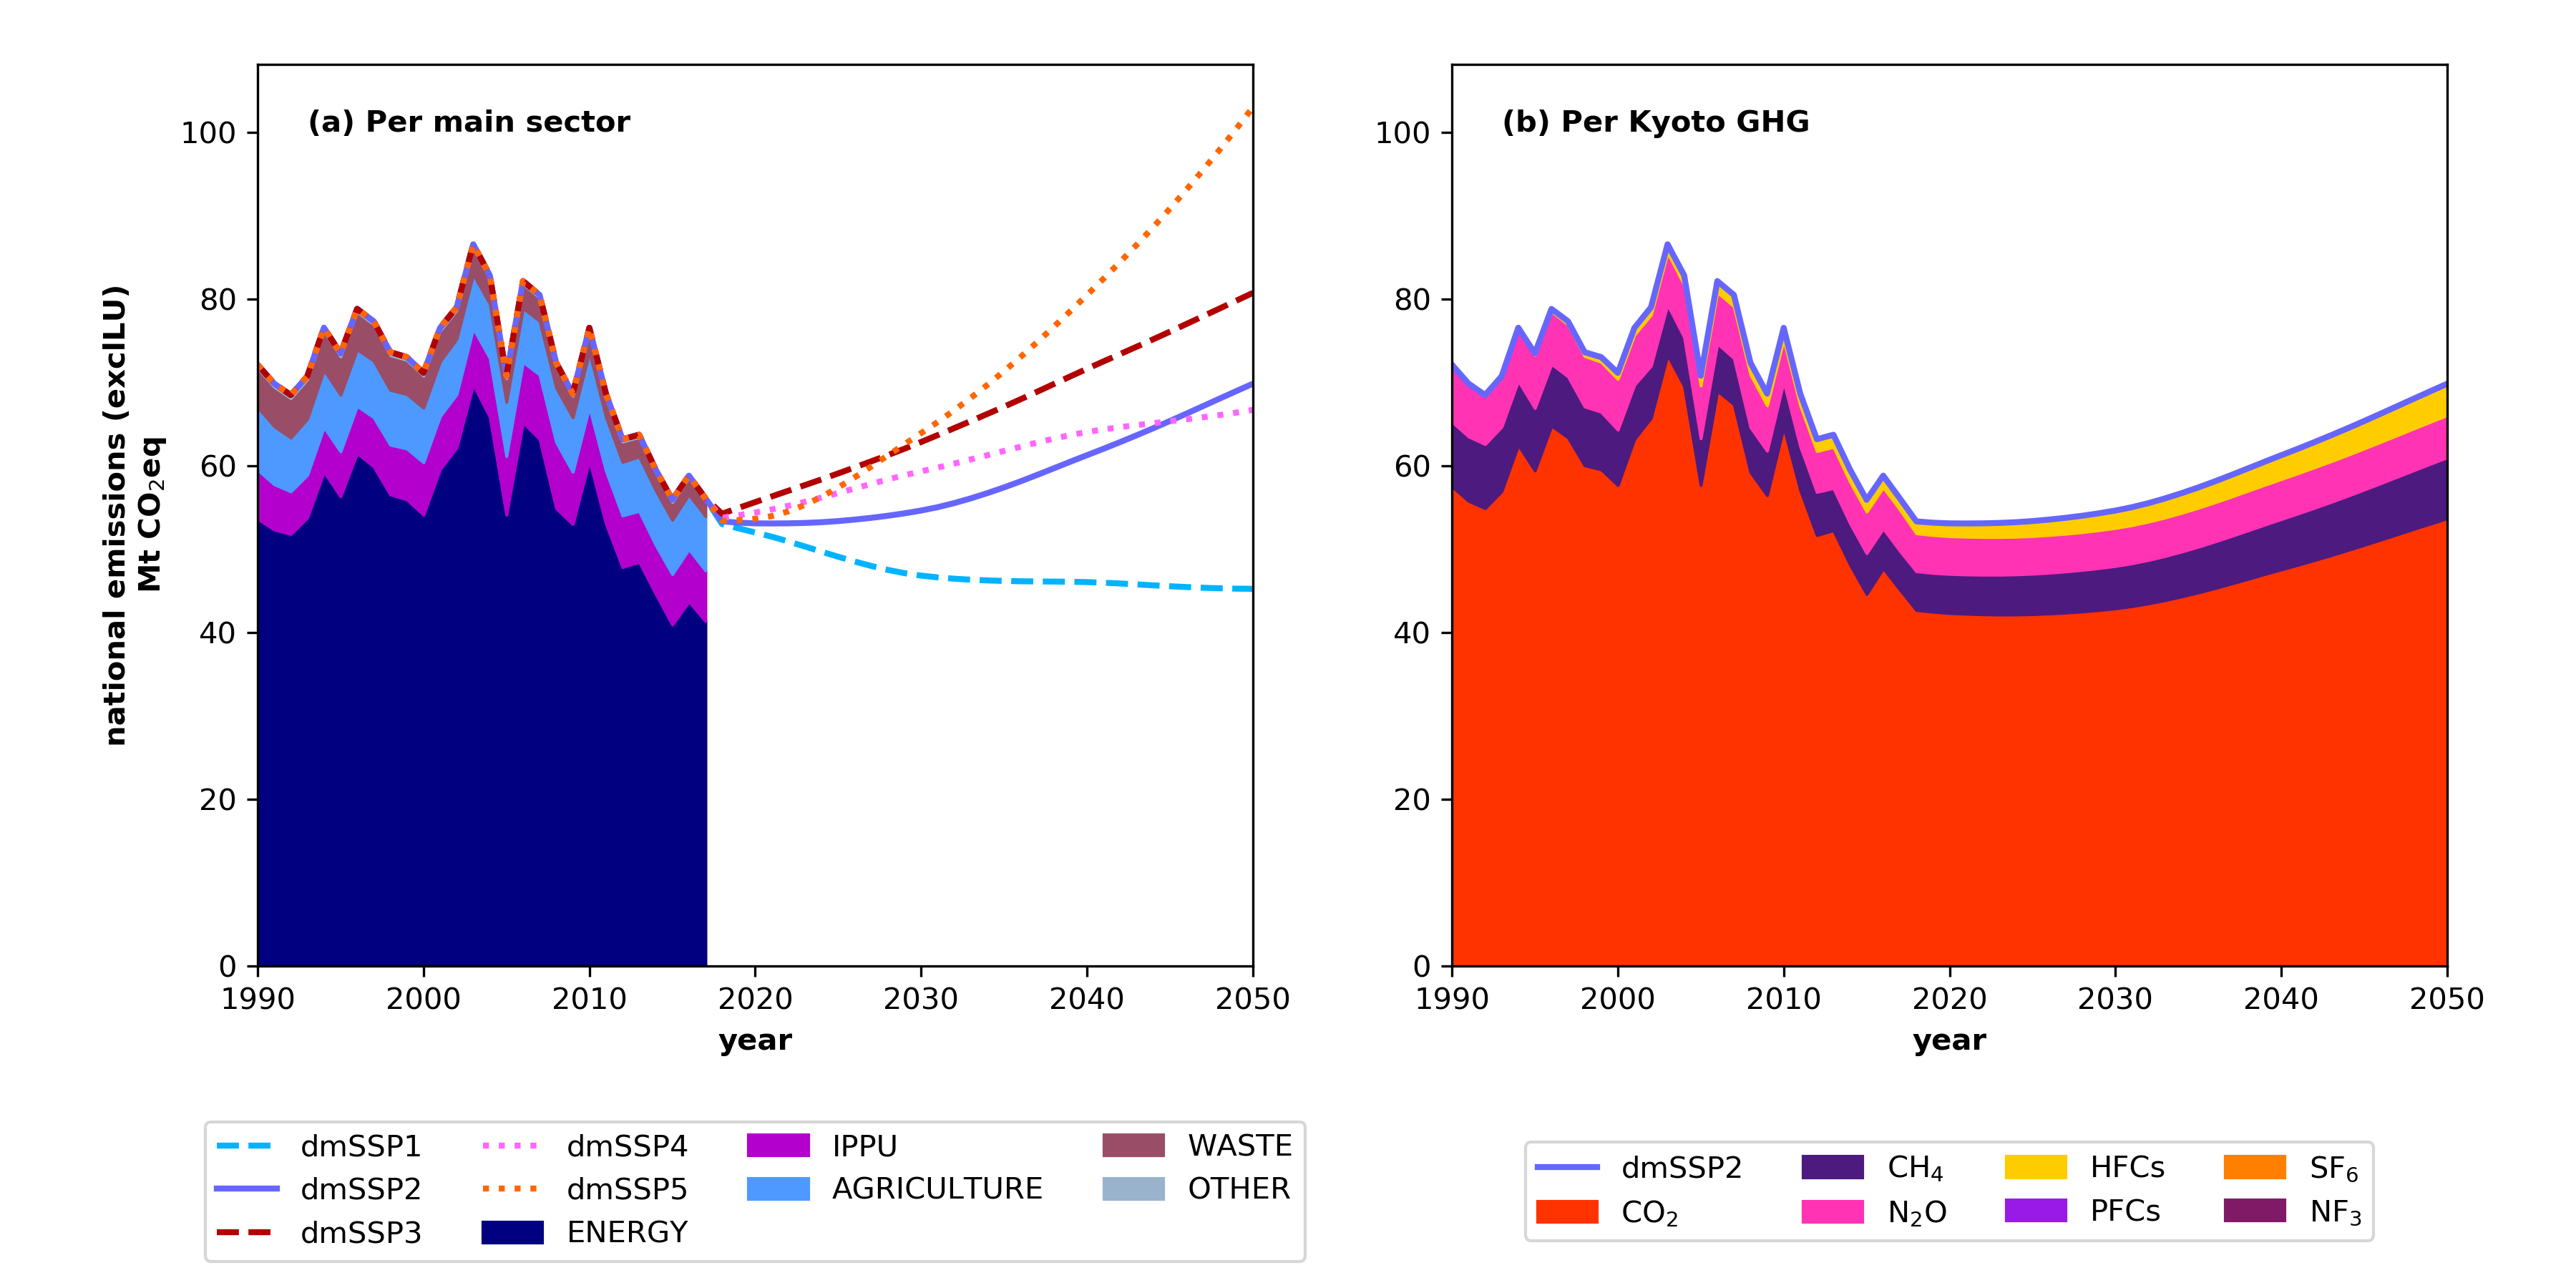 (a) Per main sector
national emissions (exclLU)
Mt CO₂eq
100
80
60
40
20
0
1990 2000 2010 2020 2030 2040 2050
year
dmSSP1 dmSSP4 IPPU WASTE
dmSSP2 dmSSP5 AGRICULTURE OTHER
dmSSP3 ENERGY
(b) Per Kyoto GHG
100
80
60
40
20
0
1990 2000 2010 2020 2030 2040 2050
year
dmSSP2 CH₄ HFCs SF₆
CO₂ N₂O PFCs NF₃